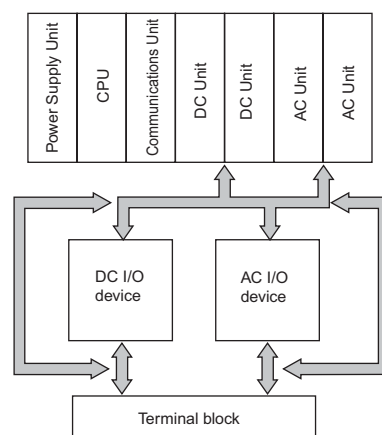 Power Supply Unit
CPU
Communications Unit
DC Unit
DC Unit
AC Unit
AC Unit
DC I/O
device
AC I/O
device
Terminal block